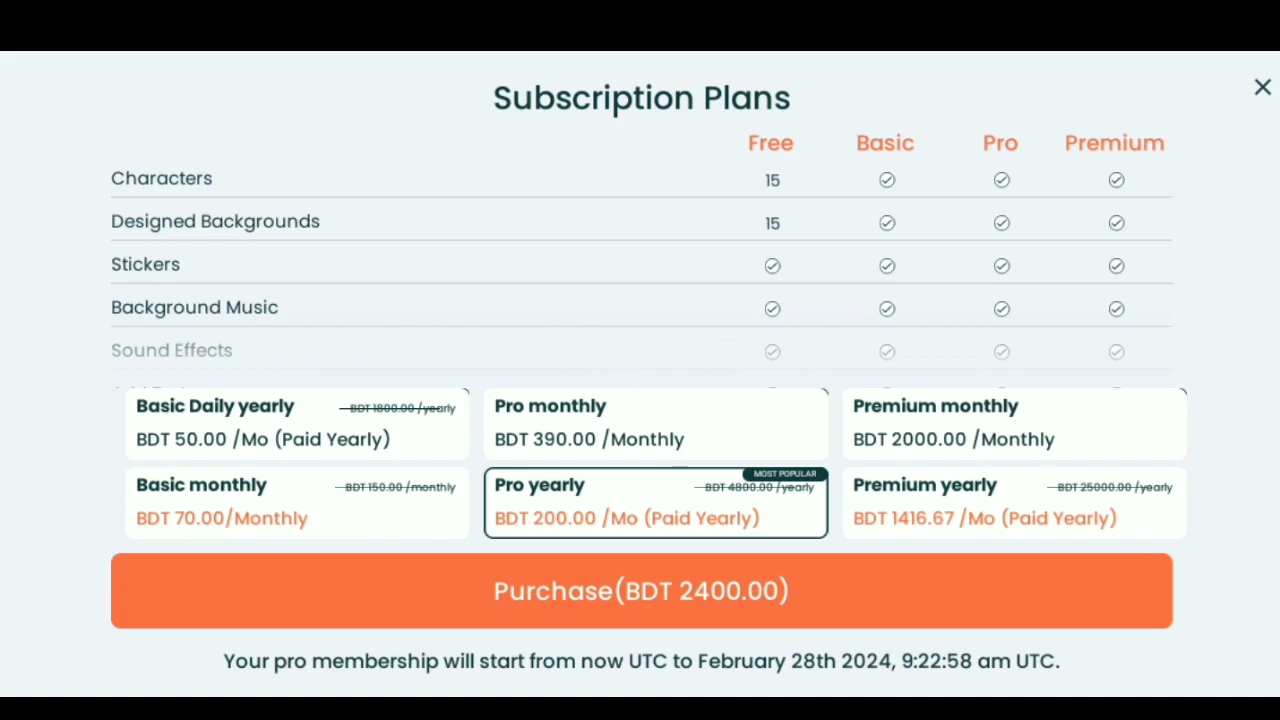 Subscription Plans
Free Basic Pro Premium
Characters 15
Designed Backgrounds 15
Stickers
Background Music
Sound Effects
Basic Daily yearly BDT 1800.00 /yearly
BDT 50.00 /Mo (Paid Yearly)
Pro monthly
BDT 390.00 /Monthly
Premium monthly
BDT 2000.00 /Monthly
Basic monthly BDT 150.00 /monthly
BDT 70.00/Monthly
MOST POPULAR
Pro yearly BDT 4800.00 /yearly
BDT 200.00 /Mo (Paid Yearly)
Premium yearly BDT 25000.00 /yearly
BDT 1416.67 /Mo (Paid Yearly)
Purchase(BDT 2400.00)
Your pro membership will start from now UTC to February 28th 2024, 9:22:58 am UTC.